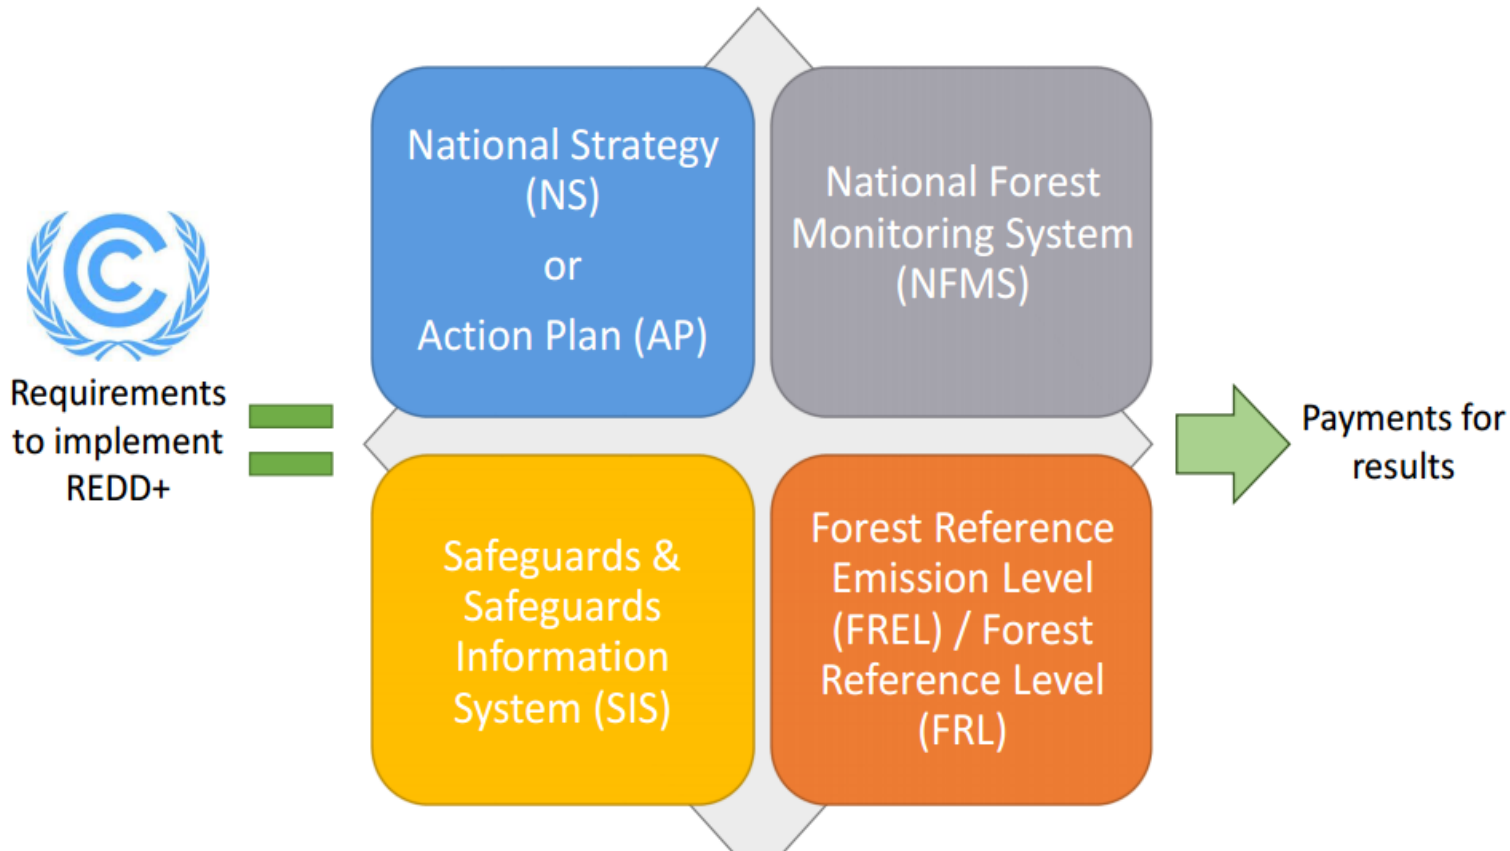 Requirements
to implement
REDD+
National Strategy
(NS)
or
Action Plan (AP)
National Forest
Monitoring System
(NFMS)
Safeguards &
Safeguards
Information
System (SIS)
Forest Reference
Emission Level
(FREL) / Forest
Reference Level
(FRL)
Payments for
results